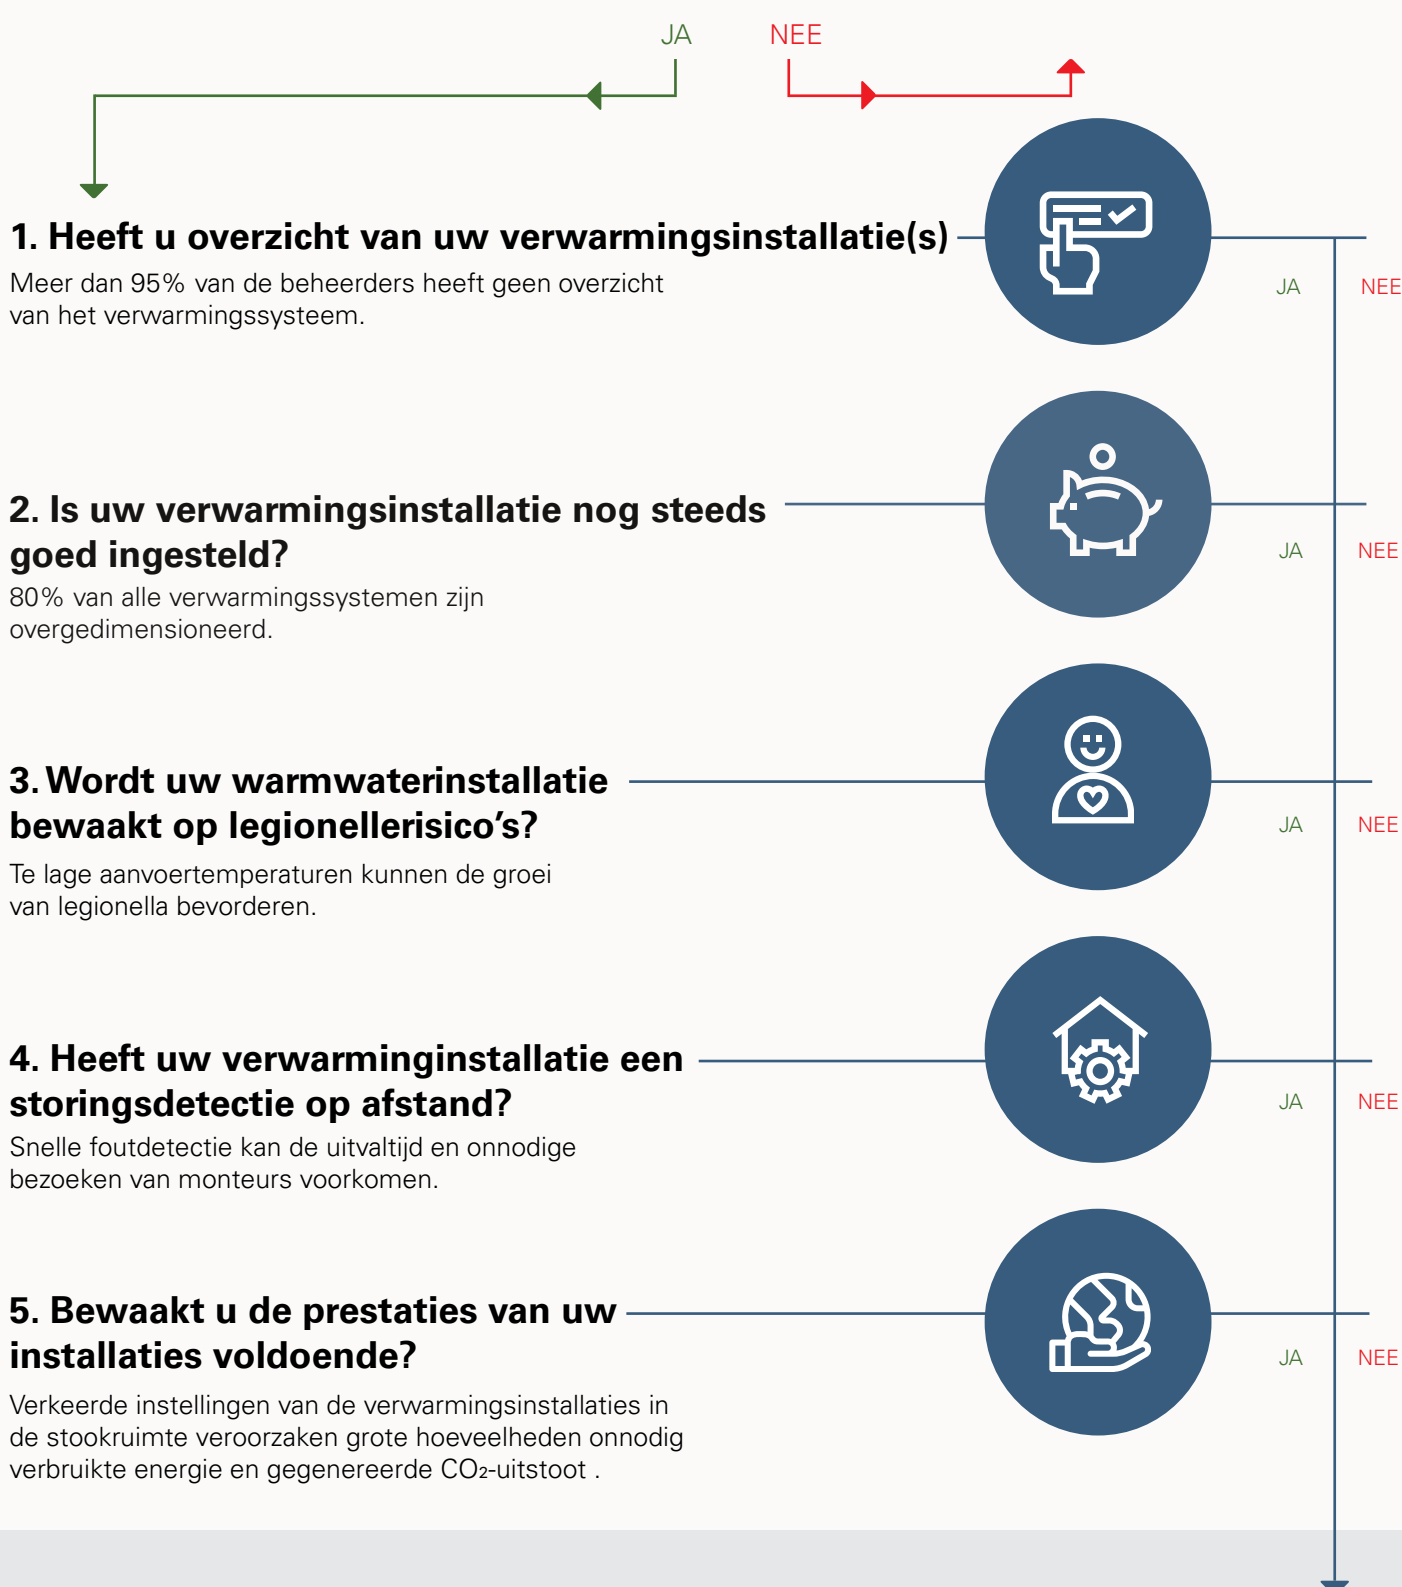 JA NEE
1. Heeft u overzicht van uw verwarmingsinstallatie(s)
Meer dan 95% van de beheerders heeft geen overzicht
van het verwarmingssysteem.
JA NEE
2. Is uw verwarmingsinstallatie nog steeds
goed ingesteld?
80% van alle verwarmingssystemen zijn
overgedimensioneerd.
JA NEE
3. Wordt uw warmwaterinstallatie
bewaakt op legionellerisico's?
Te lage aanvoertemperaturen kunnen de groei
van legionella bevorderen.
JA NEE
4. Heeft uw verwarminginstallatie een
storingsdetectie op afstand?
Snelle foutdetectie kan de uitvaltijd en onnodige
bezoeken van monteurs voorkomen.
JA NEE
5. Bewaakt u de prestaties van uw
installaties voldoende?
Verkeerde instellingen van de verwarmingsinstallaties in
de stookruimte veroorzaken grote hoeveelheden onnodig
verbruikte energie en gegenereerde CO₂-uitstoot .
JA NEE